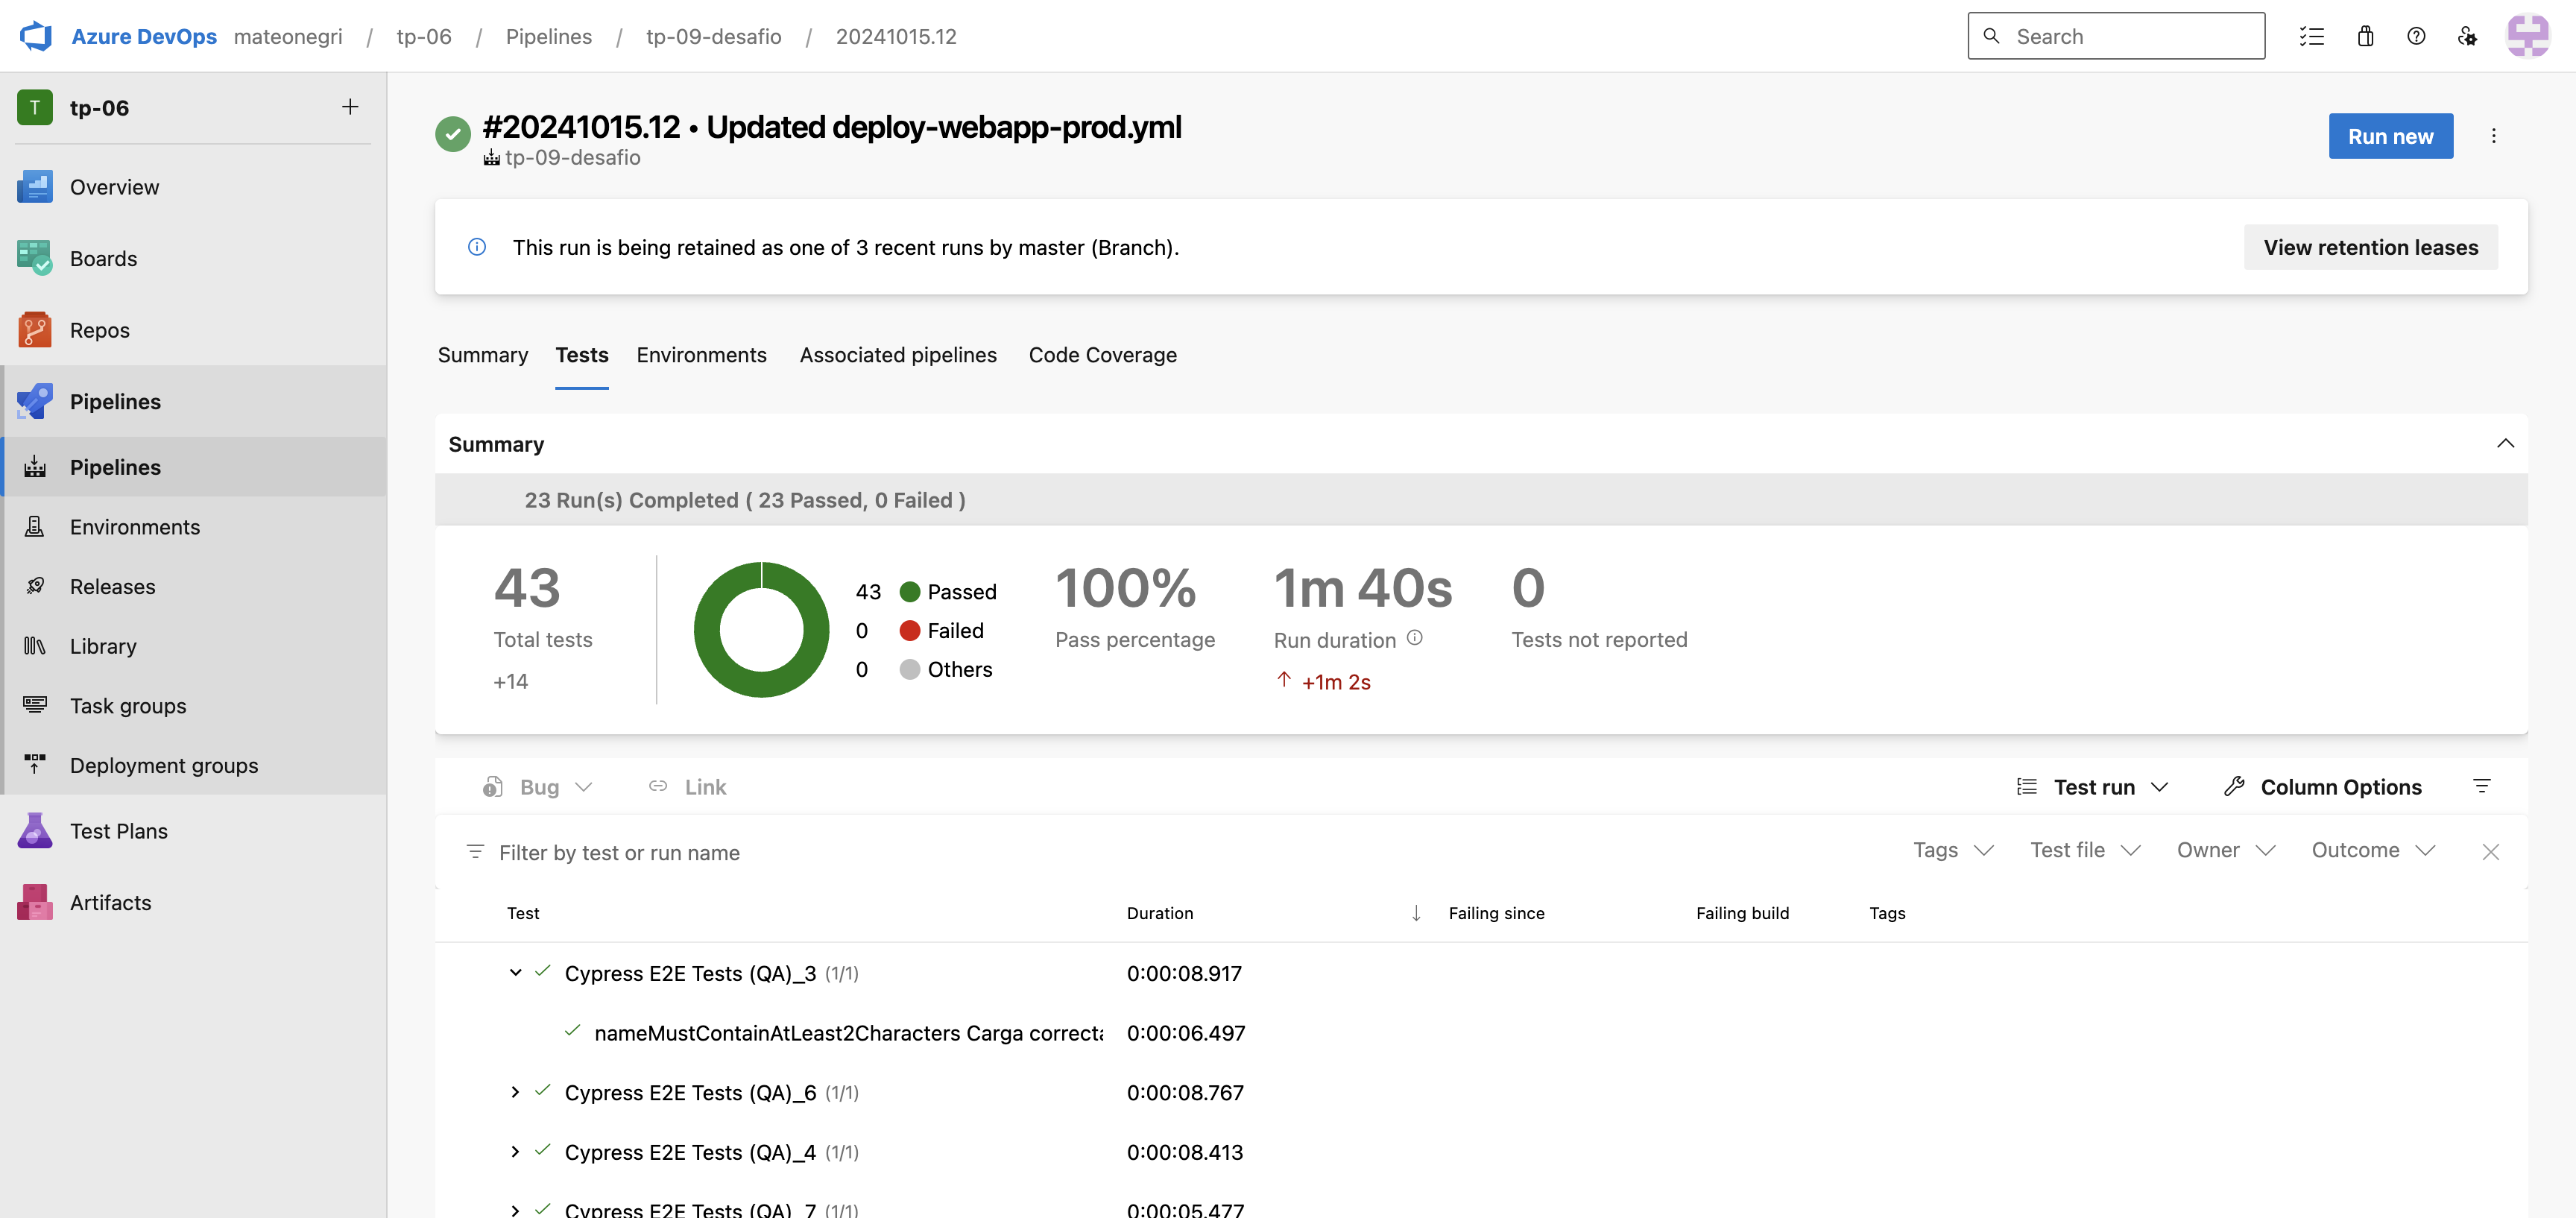 Azure DevOps mateonegri / tp-06 / Pipelines / tp-09-desafio / 20241015.12
Search
T tp-06
Overview
Boards
Repos
Pipelines
Pipelines
Environments
Releases
Library
Task groups
Deployment groups
Test Plans
Artifacts
#20241015.12 • Updated deploy-webapp-prod.yml
tp-09-desafio
Run new
This run is being retained as one of 3 recent runs by master (Branch).
View retention leases
Summary Tests Environments Associated pipelines Code Coverage
Summary
23 Run(s) Completed ( 23 Passed, 0 Failed )
43
Total tests
+14
43 Passed
0 Failed
0 Others
100%
Pass percentage
1m 40s
Run duration
+1m 2s
0
Tests not reported
Bug Link
Test run Column Options
Filter by test or run name
Tags Test file Owner Outcome
Test Duration Failing since Failing build Tags
Cypress E2E Tests (QA)_3 (1/1) 0:00:08.917
nameMustContainAtLeast2Characters Carga correcta 0:00:06.497
Cypress E2E Tests (QA)_6 (1/1) 0:00:08.767
Cypress E2E Tests (QA)_4 (1/1) 0:00:08.413
Cypress E2E Tests (QA)_7 (1/1) 0:00:05.477